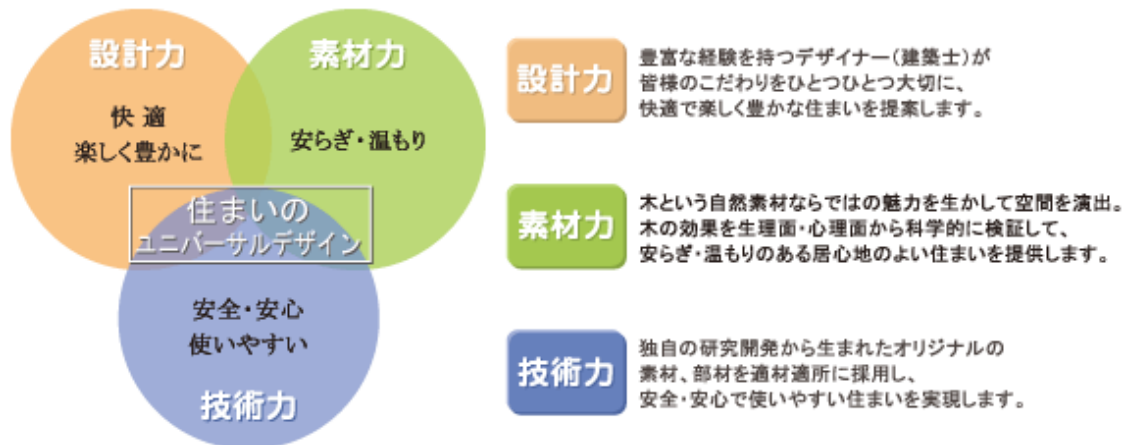 設計力
快 適
楽しく豊かに
素材力
安らぎ・温もり
住まいの
ユニバーサルデザイン
安全・安心
使いやすい
技術力
設計力
豊富な経験を持つデザイナー（建築士）が
皆様のこだわりをひとつひとつ大切に、
快適で楽しく豊かな住まいを提案します。
素材力
木という自然素材ならではの魅力を生かして空間を演出。
木の効果を生理面・心理面から科学的に検証して、
安らぎ・温もりのある居心地のよい住まいを提供します。
技術力
独自の研究開発から生まれたオリジナルの
素材、部材を適材適所に採用し、
安全・安心で使いやすい住まいを実現します。